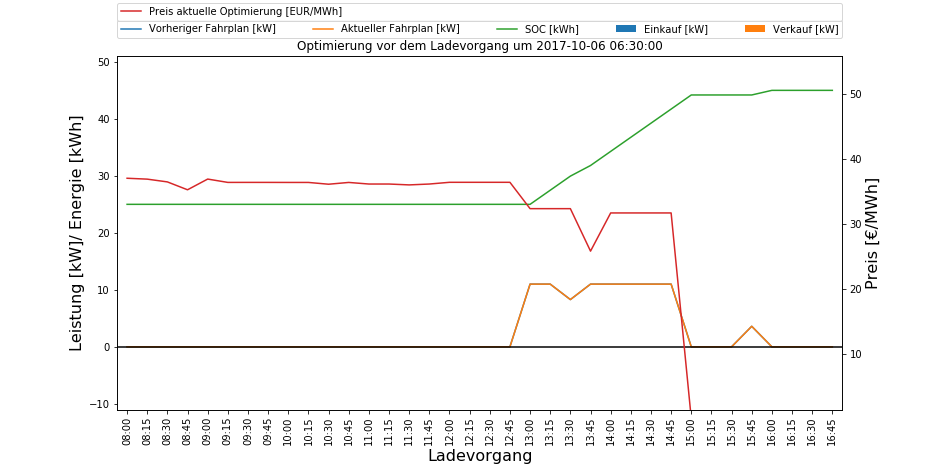 Preis aktuelle Optimierung [EUR/MWh]
Vorheriger Fahrplan [kW] Aktueller Fahrplan [kW] SOC [kWh] Einkauf [kW] Verkauf [kW]
Optimierung vor dem Ladevorgang um 2017-10-06 06:30:00
Leistung [kW]/ Energie [kWh]
50
40
30
20
10
0
−10
50
40
30
20
10
Preis [€/MWh]
08:00 08:15 08:30 08:45 09:00 09:15 09:30 09:45 10:00 10:15 10:30 10:45 11:00 11:15 11:30 11:45 12:00 12:15 12:30 12:45 13:00 13:15 13:30 13:45 14:00 14:15 14:30 14:45 15:00 15:15 15:30 15:45 16:00 16:15 16:30 16:45
Ladevorgang